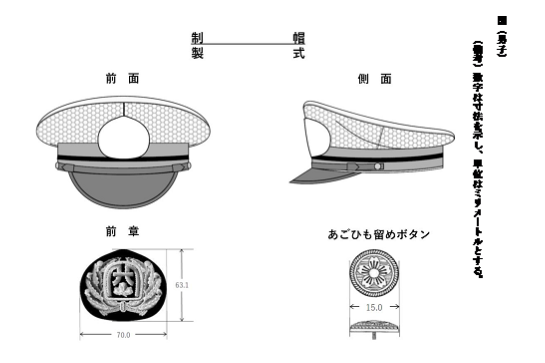 図（男子）
（備考）数字は寸法を示し、単位はミリメートルとする。
制帽
製式
前面
側面
前章
あごひも留めボタン
63.1
70.0
15.0